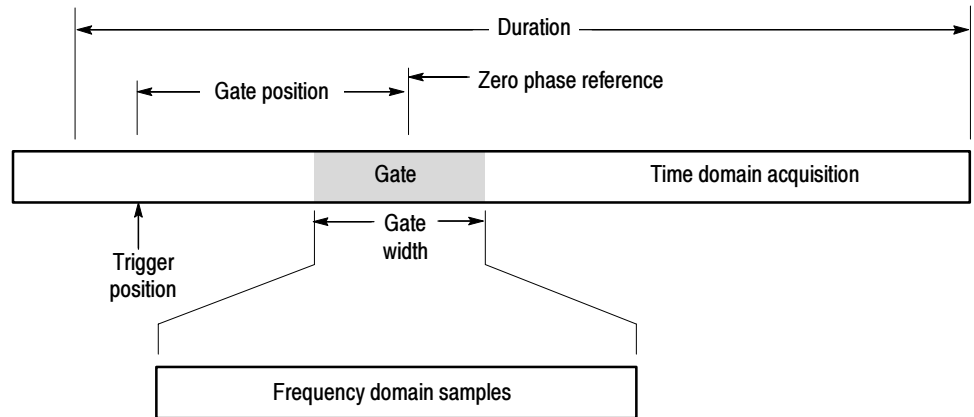 Duration
Zero phase reference
Gate position
Gate
Time domain acquisition
Gate
width
Trigger
position
Frequency domain samples